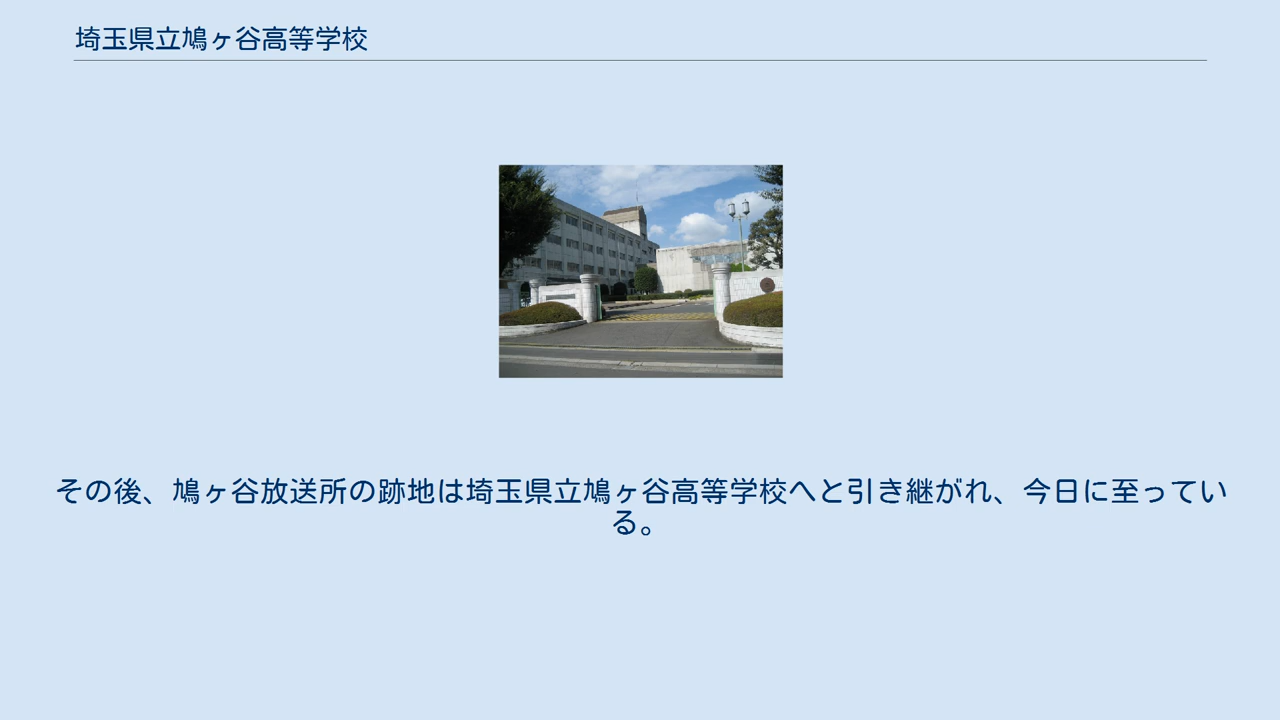 埼玉県立鳩ヶ谷高等学校
その後、鳩ヶ谷放送所の跡地は埼玉県立鳩ヶ谷高等学校へと引き継がれ、今日に至ってい
る。